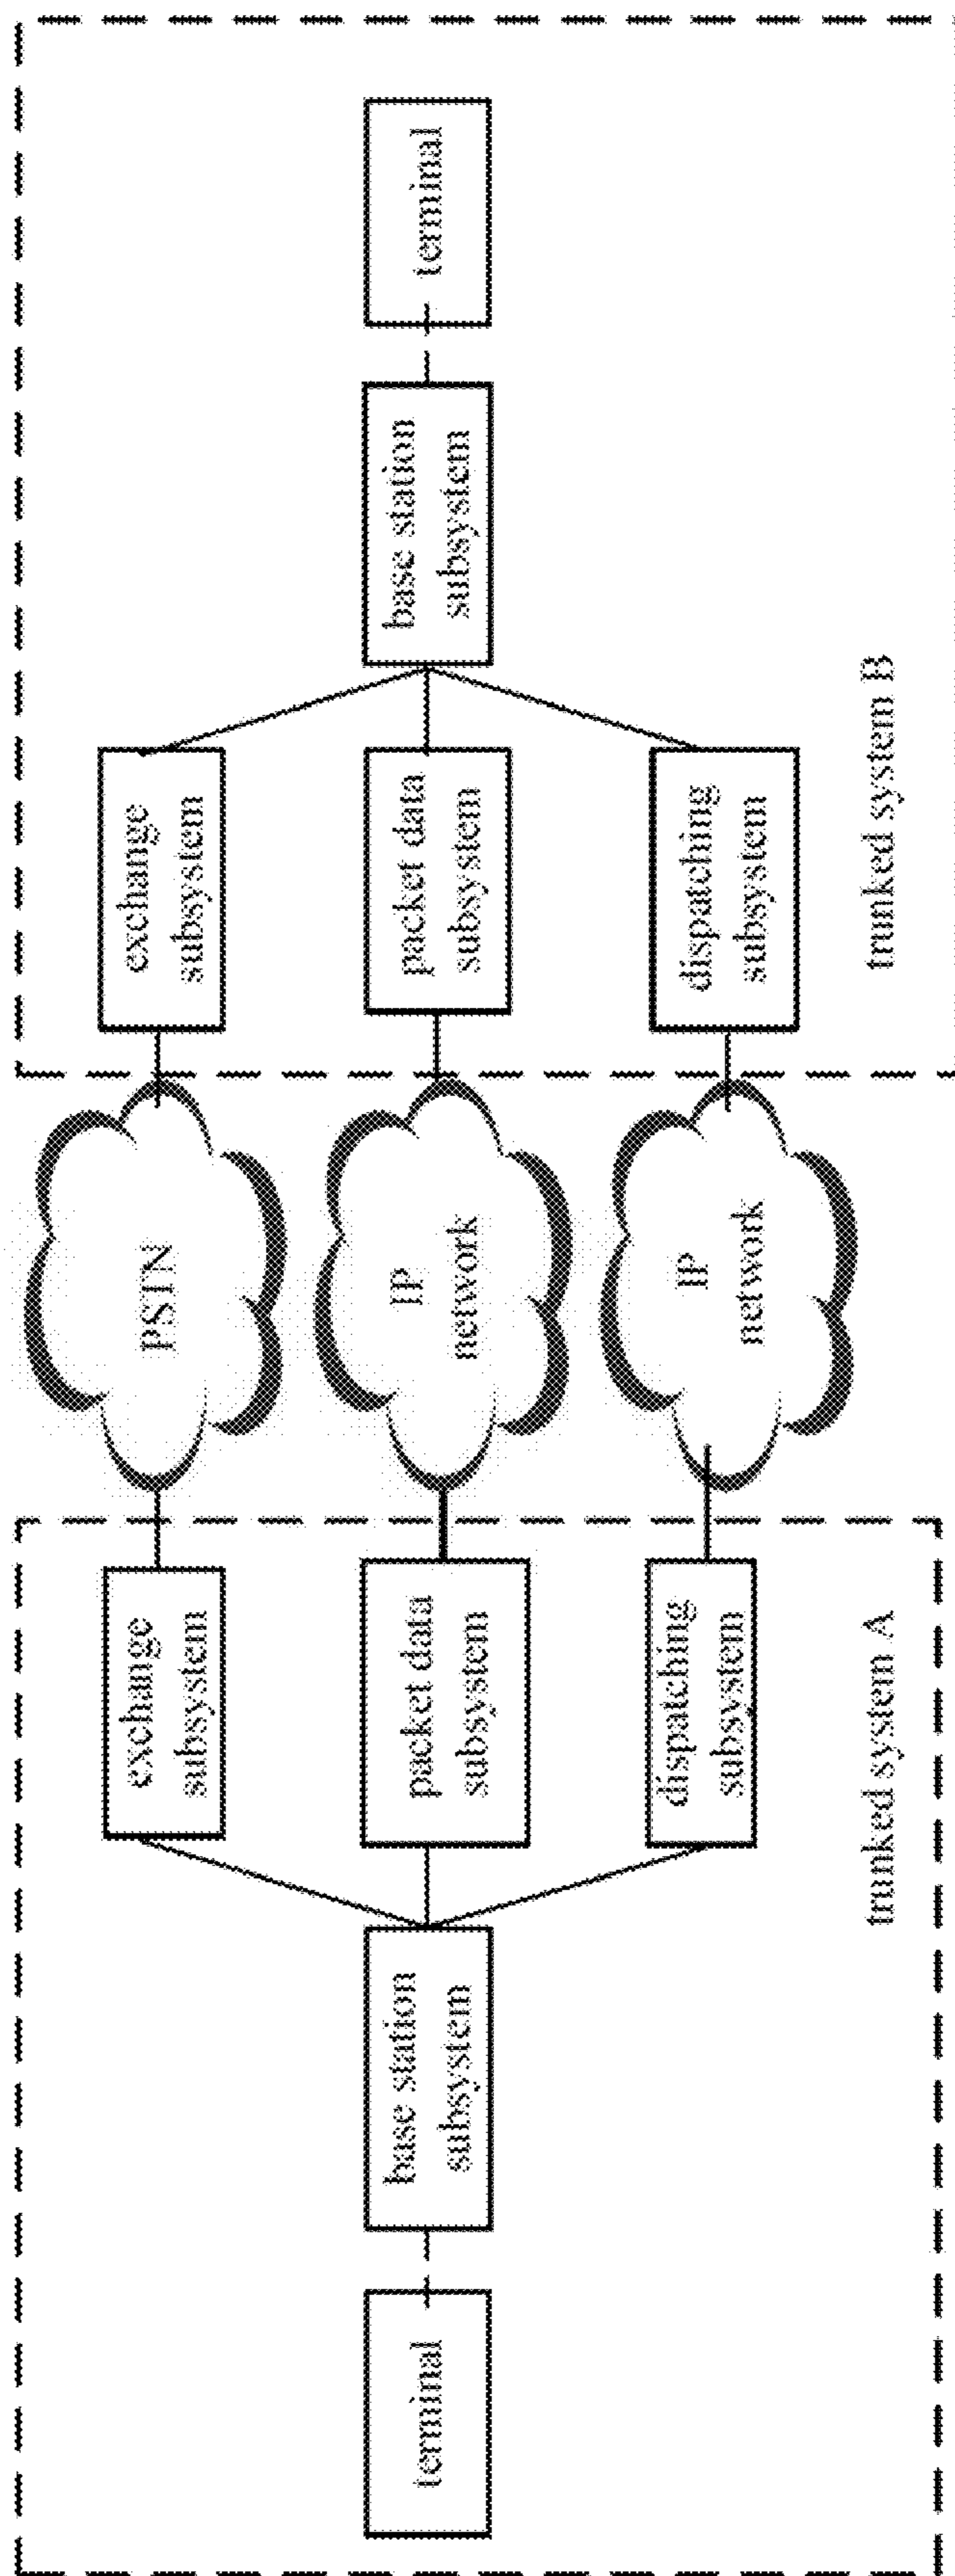 exchange
subsystem
PSTN
exchange
subsystem
terminal
base station
subsystem
packet data
subsystem
IP
network
packet data
subsystem
base station
subsystem
terminal
dispatching
subsystem
IP
network
dispatching
subsystem
trunked system A
trunked system B